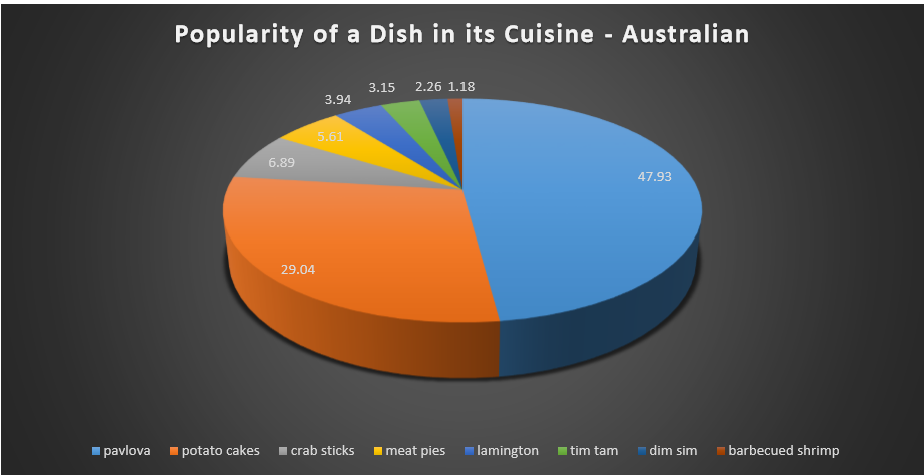 Popularity of a Dish in its Cuisine - Australian
3.15 2.26 1.18
3.94
5.61
6.89
47.93
29.04
pavlova potato cakes crab sticks meat pies lamington tim tam dim sim barbecued shrimp